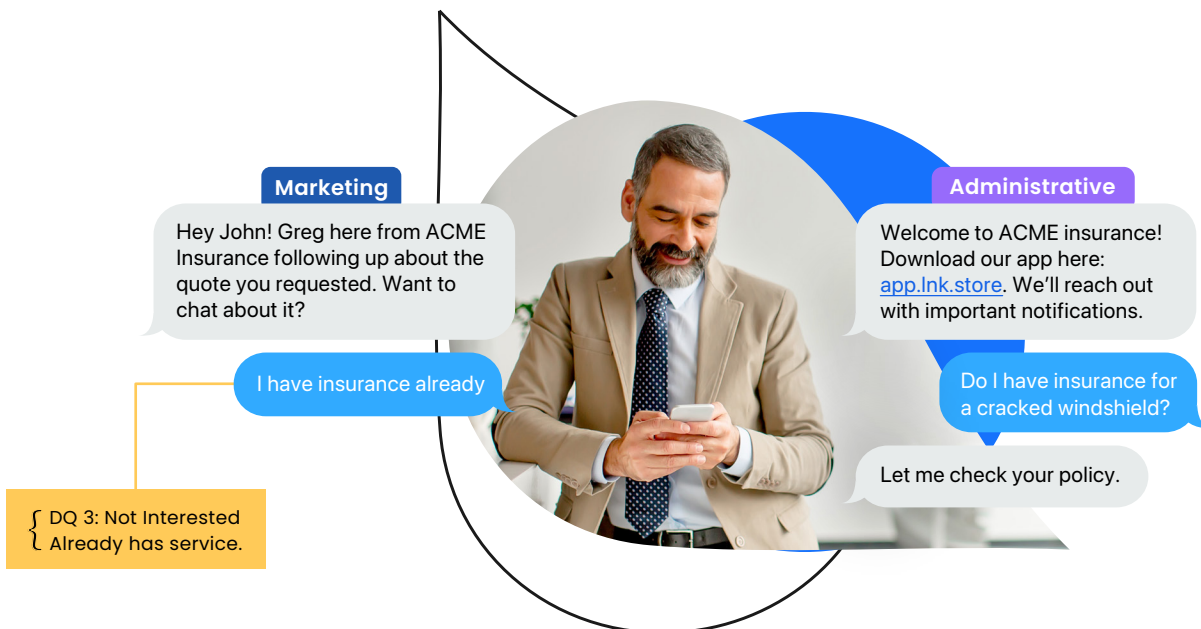 Marketing
Hey John! Greg here from ACME
Insurance following up about the
quote you requested. Want to
chat about it?
I have insurance already
{ DQ 3: Not Interested
Already has service.
Administrative
Welcome to ACME insurance!
Download our app here:
app.lnk.store. We’ll reach out
with important notifications.
Do I have insurance for
a cracked windshield?
Let me check your policy.